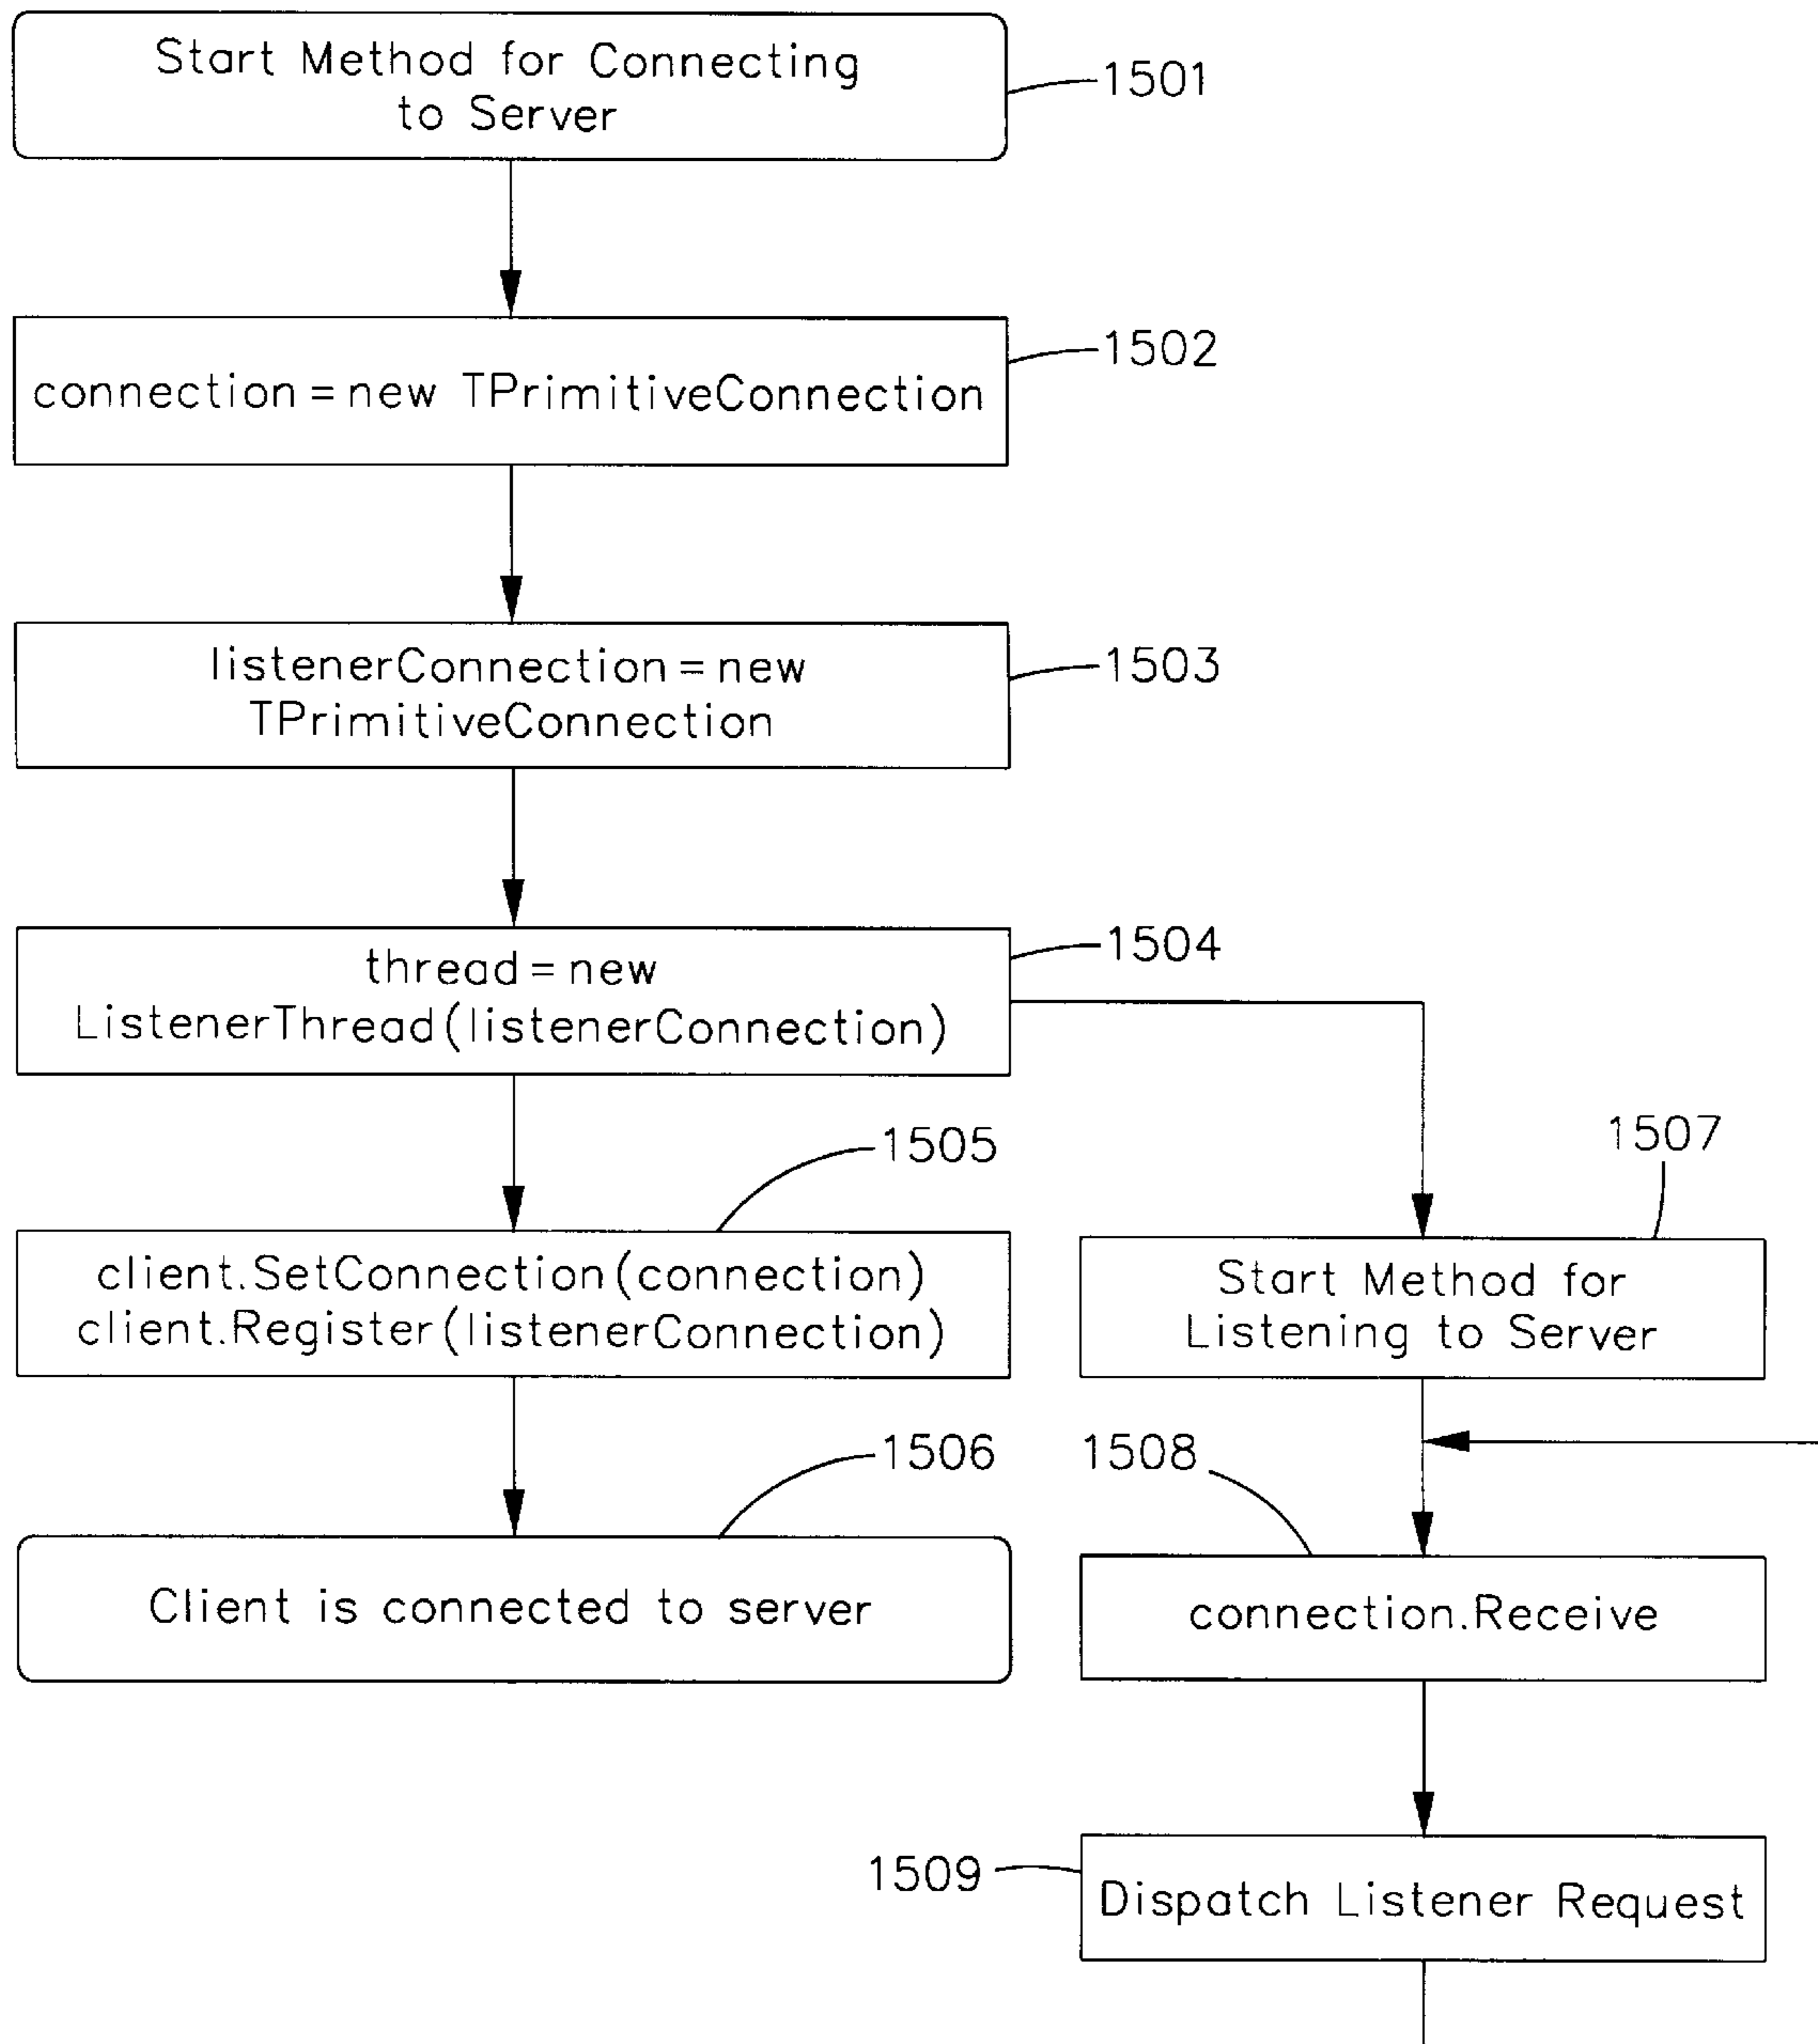 Start Method for Connecting
to Server
1501
1502
connection = new TPrimitiveConnection
1503
listenerConnection = new
TPrimitiveConnection
1504
thread = new
ListenerThread(listenerConnection)
1505
client.SetConnection(connection)
client.Register(listenerConnection)
1506
Client is connected to server
1507
Start Method for
Listening to Server
1508
connection.Receive
1509
Dispatch Listener Request